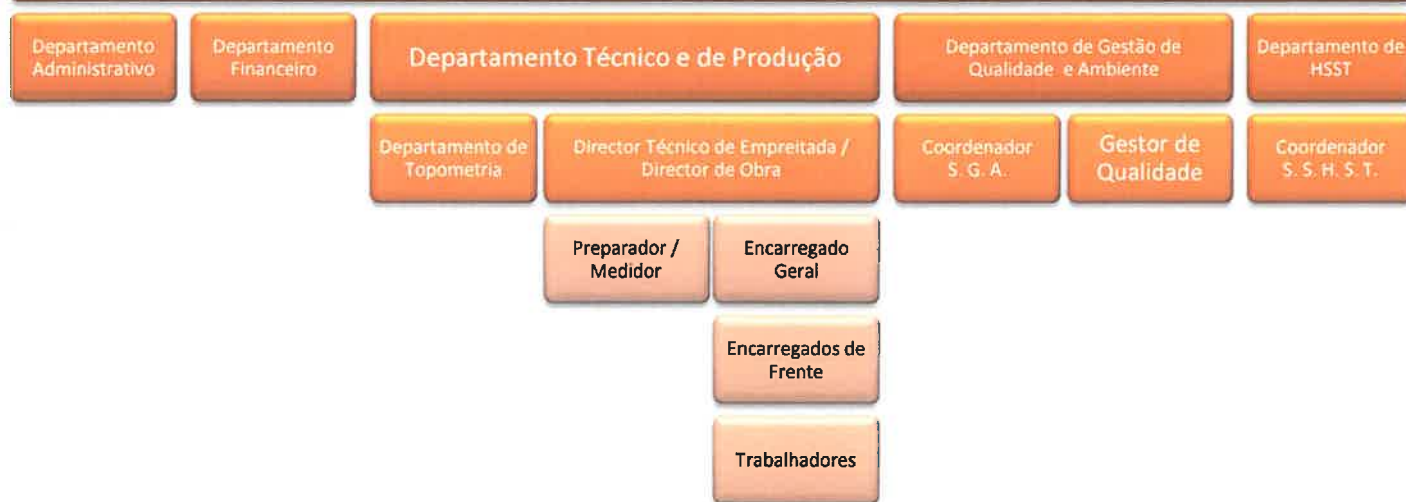 Departamento
Administrativo
Departamento
Financeiro
Departamento Técnico e de Produção
Departamento de Gestão de
Qualidade e Ambiente
Departamento de
HSST
Departamento de
Topometria
Director Técnico de Empreitada /
Director de Obra
Coordenador
S. G. A.
Gestor de
Qualidade
Coordenador
S. S. H. S. T.
Preparador /
Medidor
Encarregado
Geral
Encarregados de
Frente
Trabalhadores